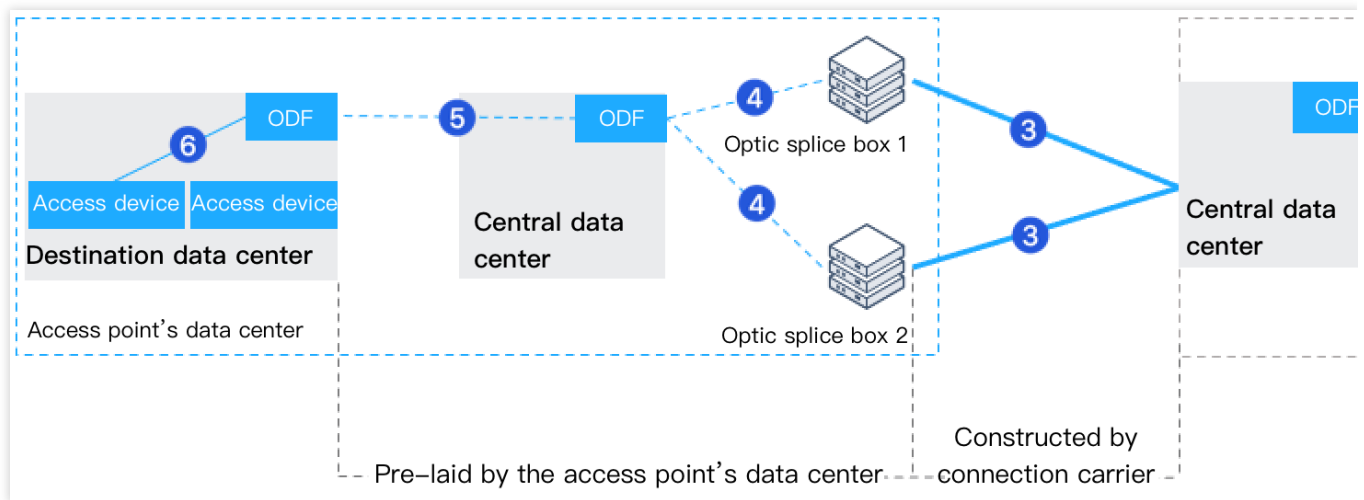 ODF
5
ODF
4
Optic splice box 1
3
ODF
6
Access device
Access device
Destination data center
Central data
center
4
Optic splice box 2
3
Central data
center
Access point’s data center
Pre-laid by the access point’s data center
Constructed by
connection carrier